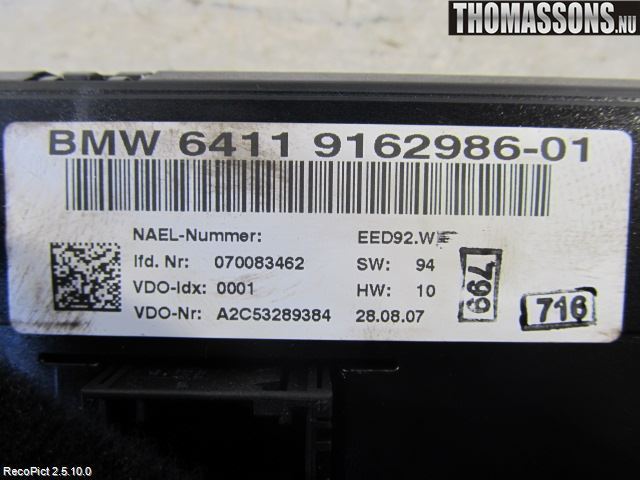 THOMASSONS.NU
BMW 6411 9162986-01
NAEL-Nummer:
lfd. Nr: 070083462
VDO-Idx: 0001
VDO-Nr: A2C53289384
SW: 94
HW: 10
28.08.07
799
716
RecoPict 2.5.10.0